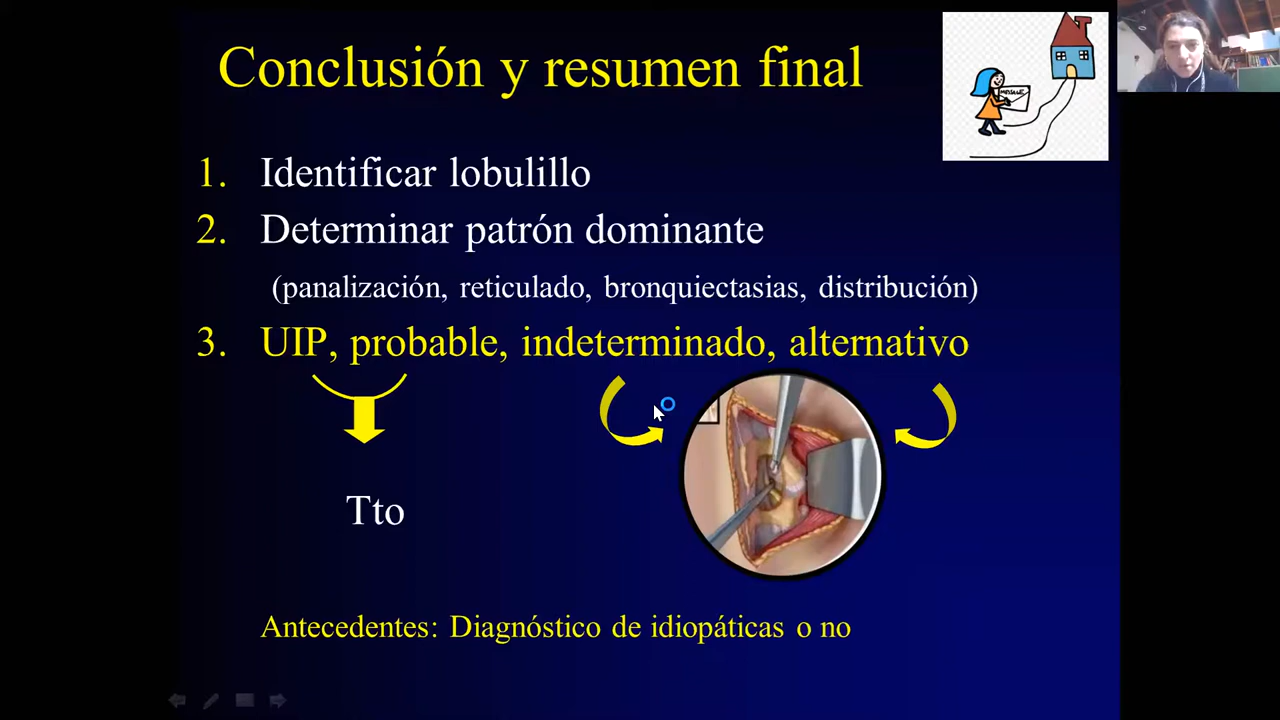 Conclusión y resumen final
MESSAGE
1. Identificar lobulillo
2. Determinar patrón dominante
(panalización, reticulado, bronquiectasias, distribución)
3. UIP, probable, indeterminado, alternativo
Tto
Antecedentes: Diagnóstico de idiopáticas o no